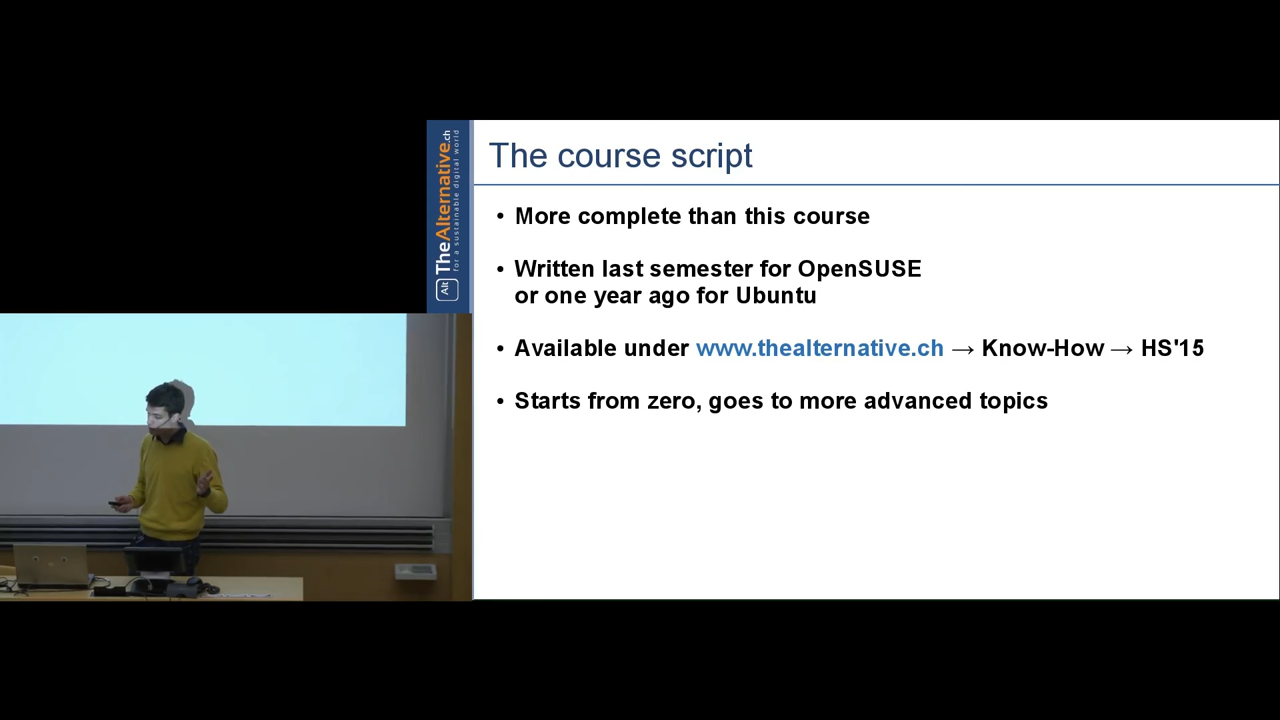 The course script
• More complete than this course
• Written last semester for OpenSUSE
or one year ago for Ubuntu
• Available under www.thealternative.ch → Know-How → HS'15
• Starts from zero, goes to more advanced topics
Alt TheAlternative.ch
for a sustainable digital world